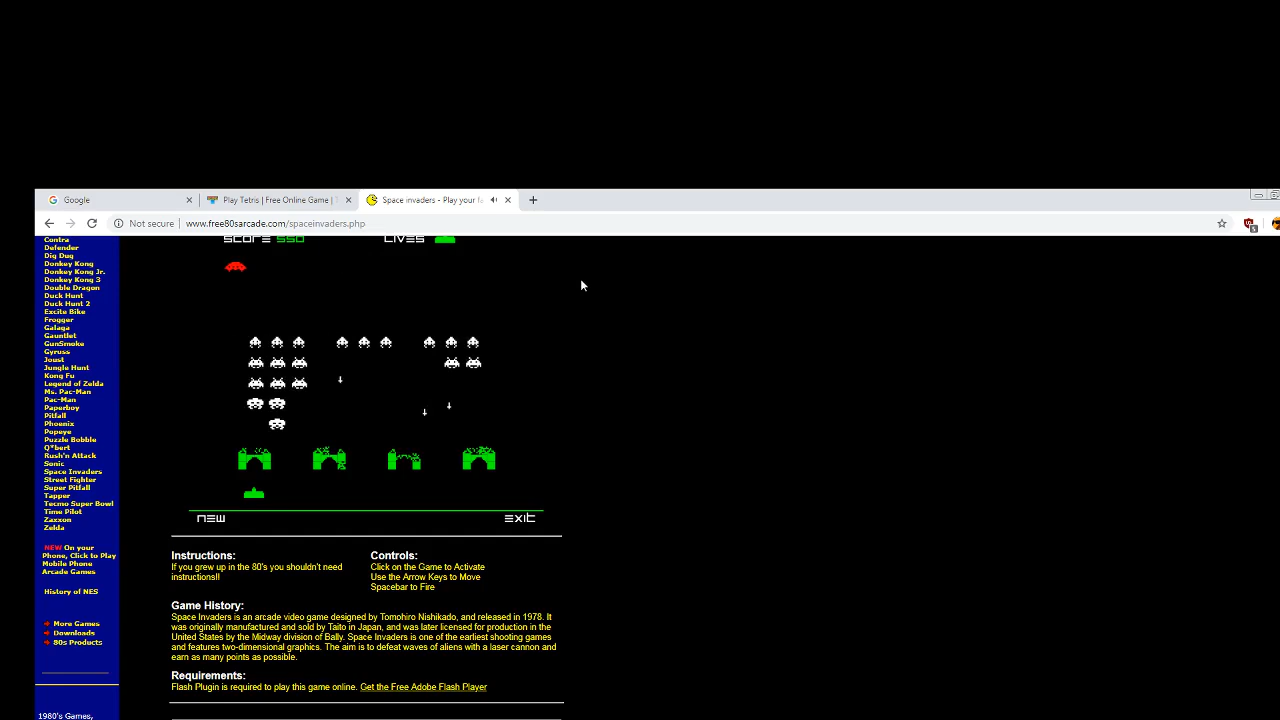 Google
Play Tetris | Free Online Game |
Space invaders - Play your f
Not secure | www.free80sarcade.com/spaceinvaders.php
Contra
Defender
Dig Dug
Donkey Kong
Donkey Kong Jr.
Donkey Kong 3
Double Dragon
Duck Hunt
Duck Hunt 2
Excite Bike
Frogger
Galaga
Gauntlet
GunSmoke
Gyruss
Joust
Jungle Hunt
Kong Fu
Legend of Zelda
Ms. Pac-Man
Pac-Man
Paperboy
Pitfall
Phoenix
Popeye
Puzzle Bobble
Q*bert
Rush'n Attack
Sonic
Space Invaders
Street Fighter
Super Pitfall
Tapper
Tecmo Super Bowl
Time Pilot
Zaxxon
Zelda
NEW On your
Phone, Click to Play
Mobile Phone
Arcade Games
History of NES
More Games
Downloads
80s Products
1980's Games,
SCORE 550 LIVES
NEW EXIT
Instructions:
If you grew up in the 80's you shouldn't need
instructions!!
Controls:
Click on the Game to Activate
Use the Arrow Keys to Move
Spacebar to Fire
Game History:
Space Invaders is an arcade video game designed by Tomohiro Nishikado, and released in 1978. It
was originally manufactured and sold by Taito in Japan, and was later licensed for production in the
United States by the Midway division of Bally. Space Invaders is one of the earliest shooting games
and features two-dimensional graphics. The aim is to defeat waves of aliens with a laser cannon and
earn as many points as possible.
Requirements:
Flash Plugin is required to play this game online. Get the Free Adobe Flash Player